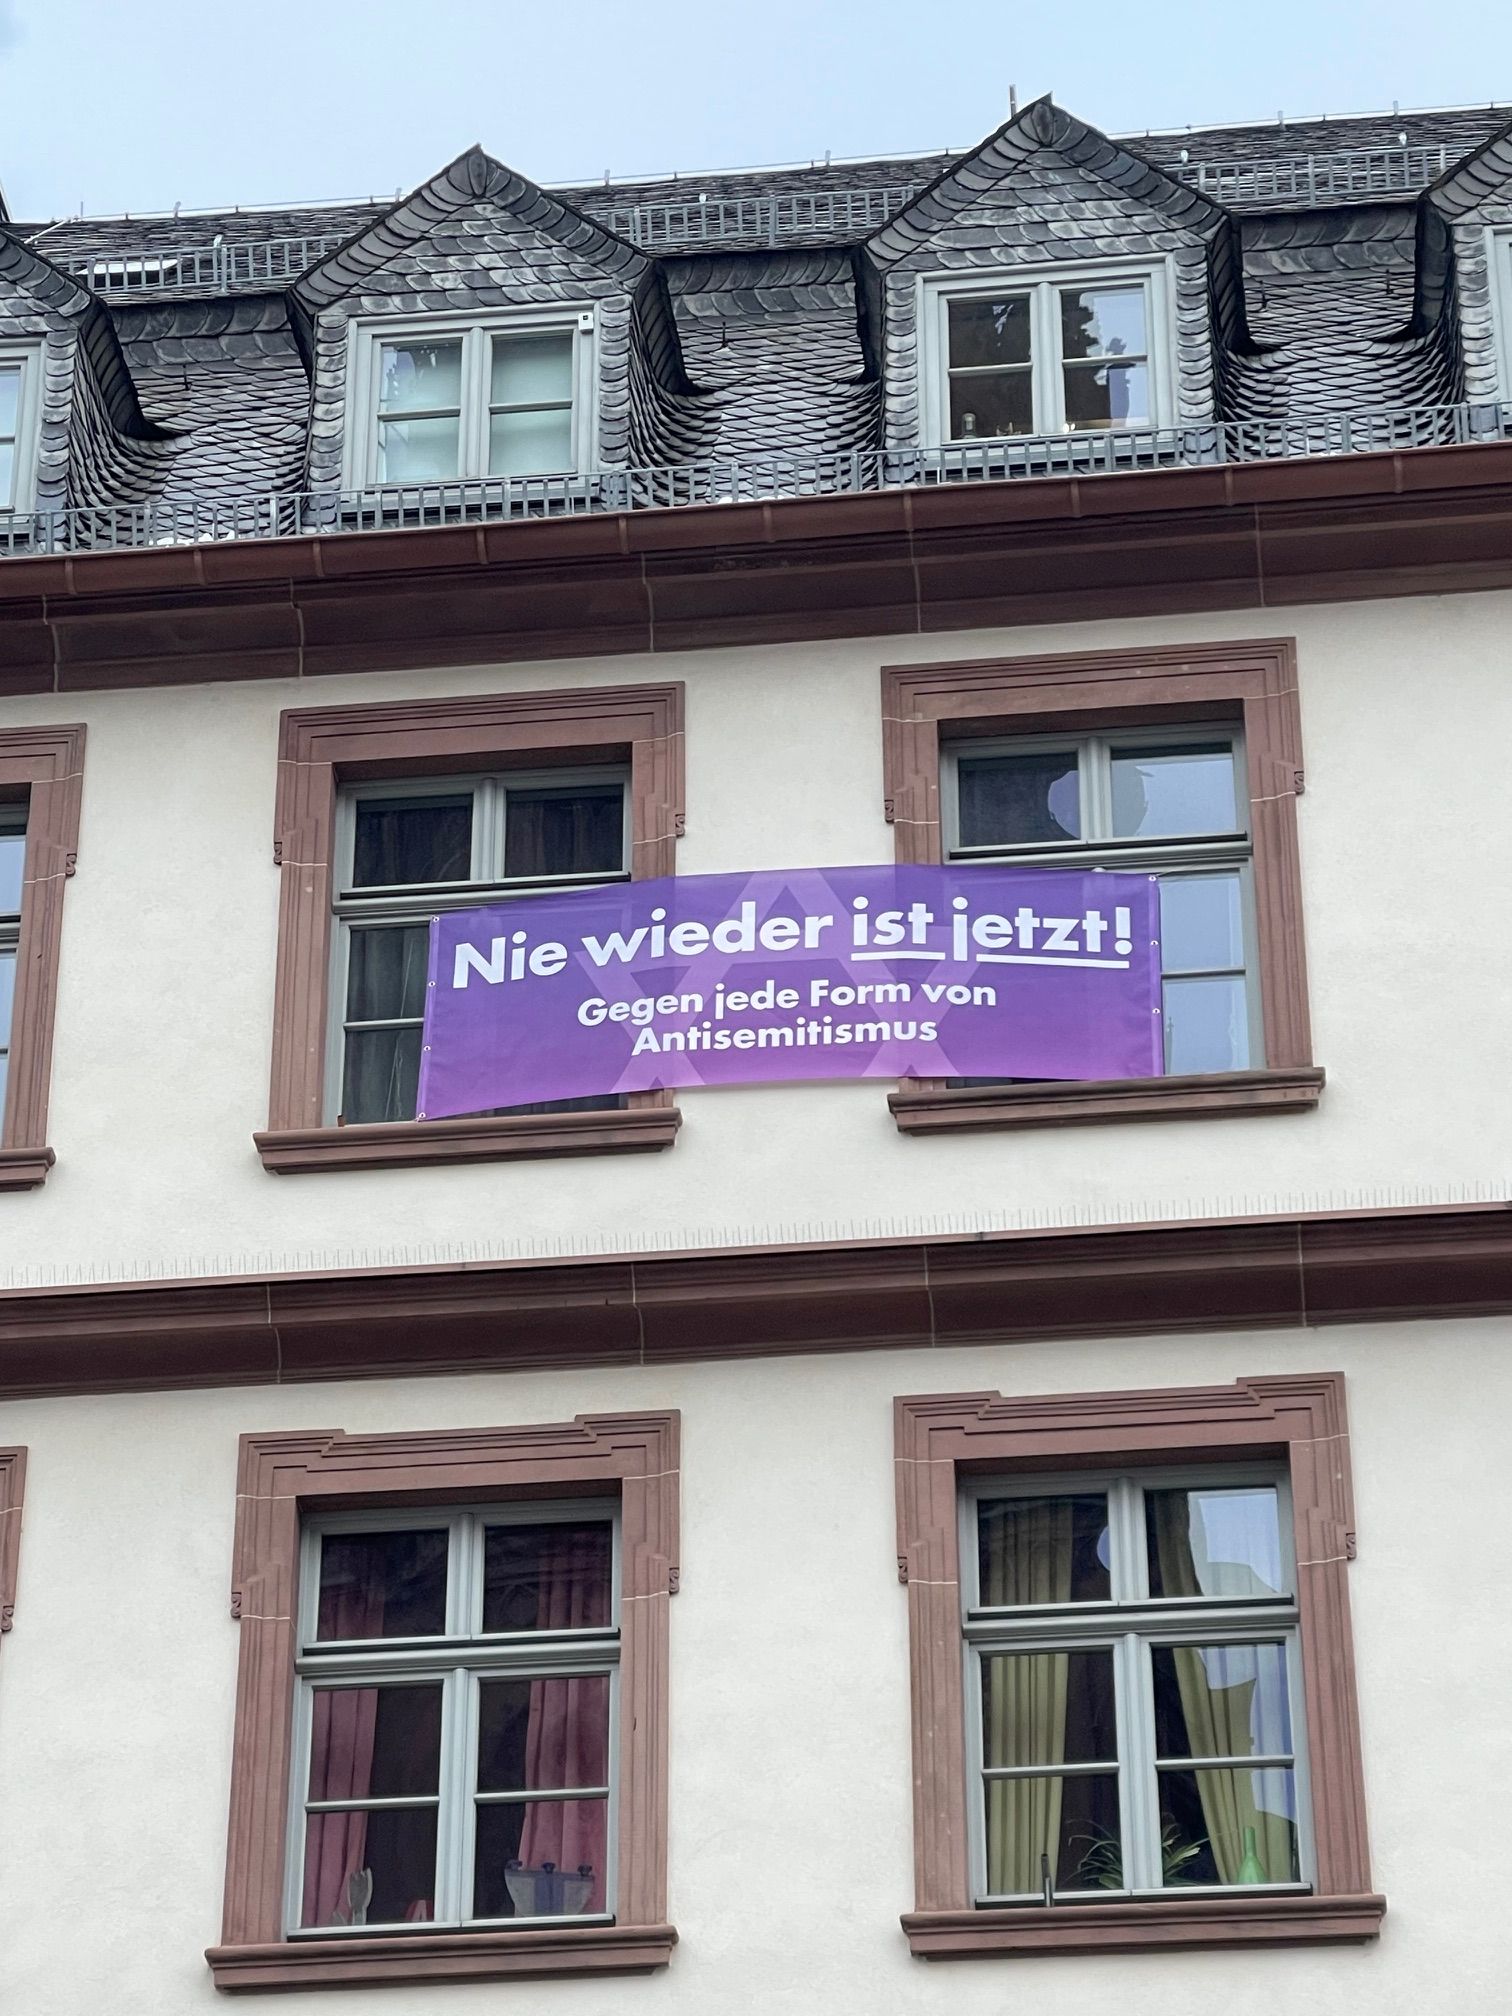 Nie wieder ist jetzt!
Gegen jede Form von
Antisemitismus